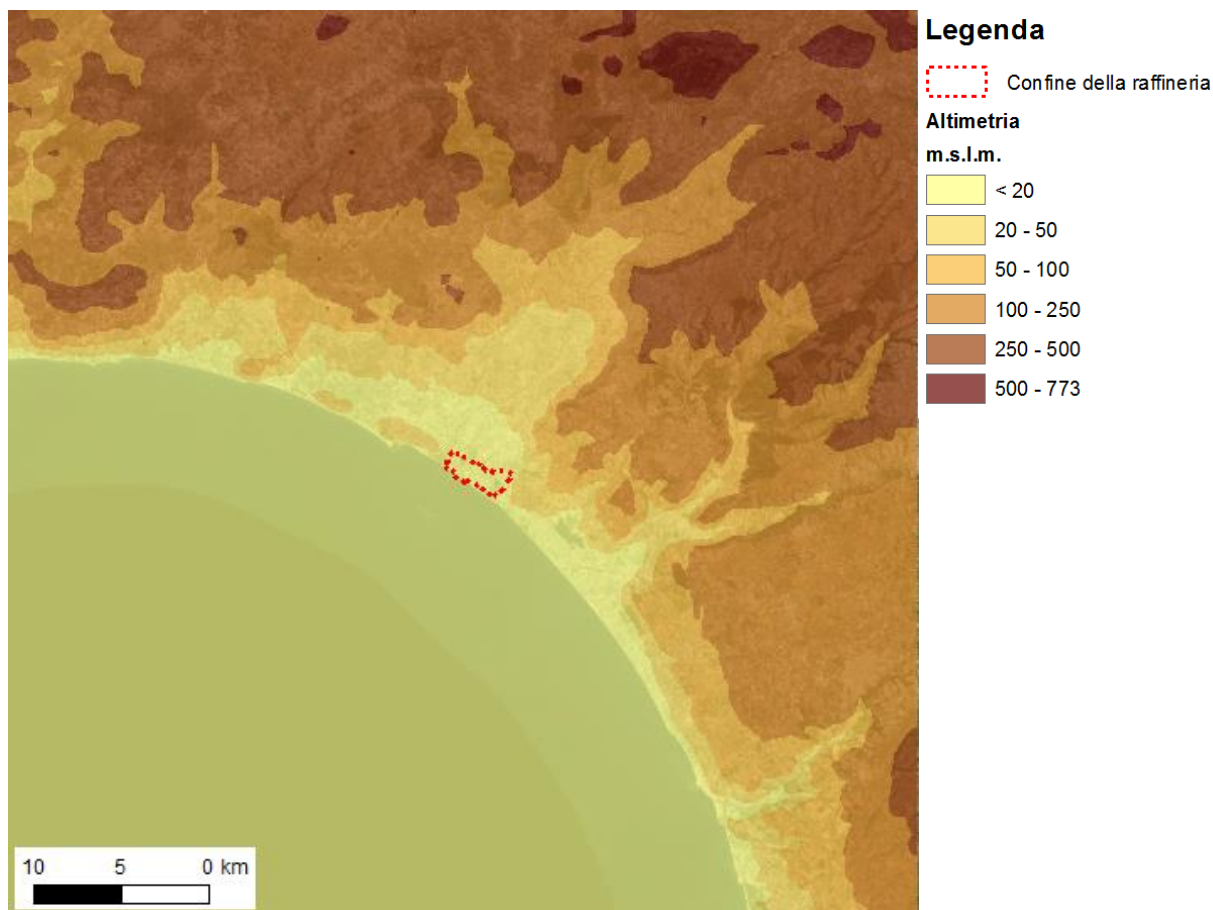 Legenda
Confine della raffineria
Altimetria
m.s.l.m.
< 20
20 - 50
50 - 100
100 - 250
250 - 500
500 - 773
10 5 0 km